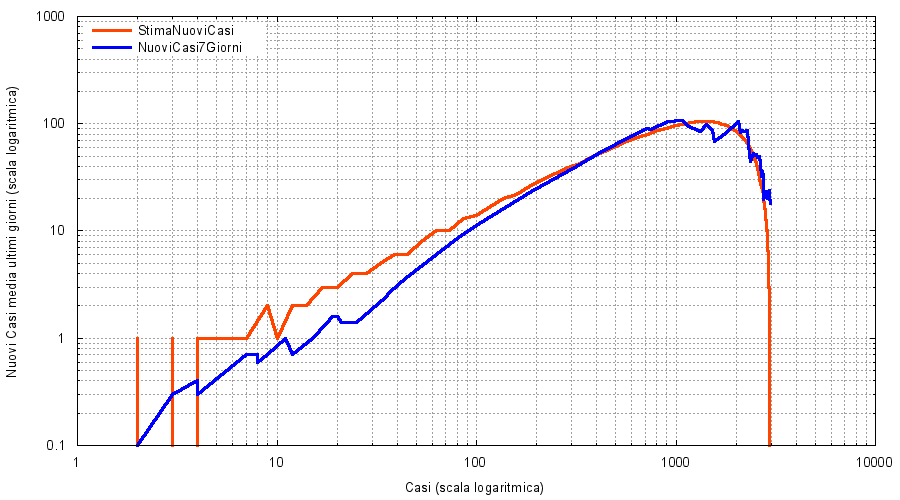 1000
100
10
1
0.1
Nuovi Casi media ultimi giorni (scala logaritmica)
StimaNuoviCasi
NuoviCasi7Giorni
1 10 100 1000 10000
Casi (scala logaritmica)